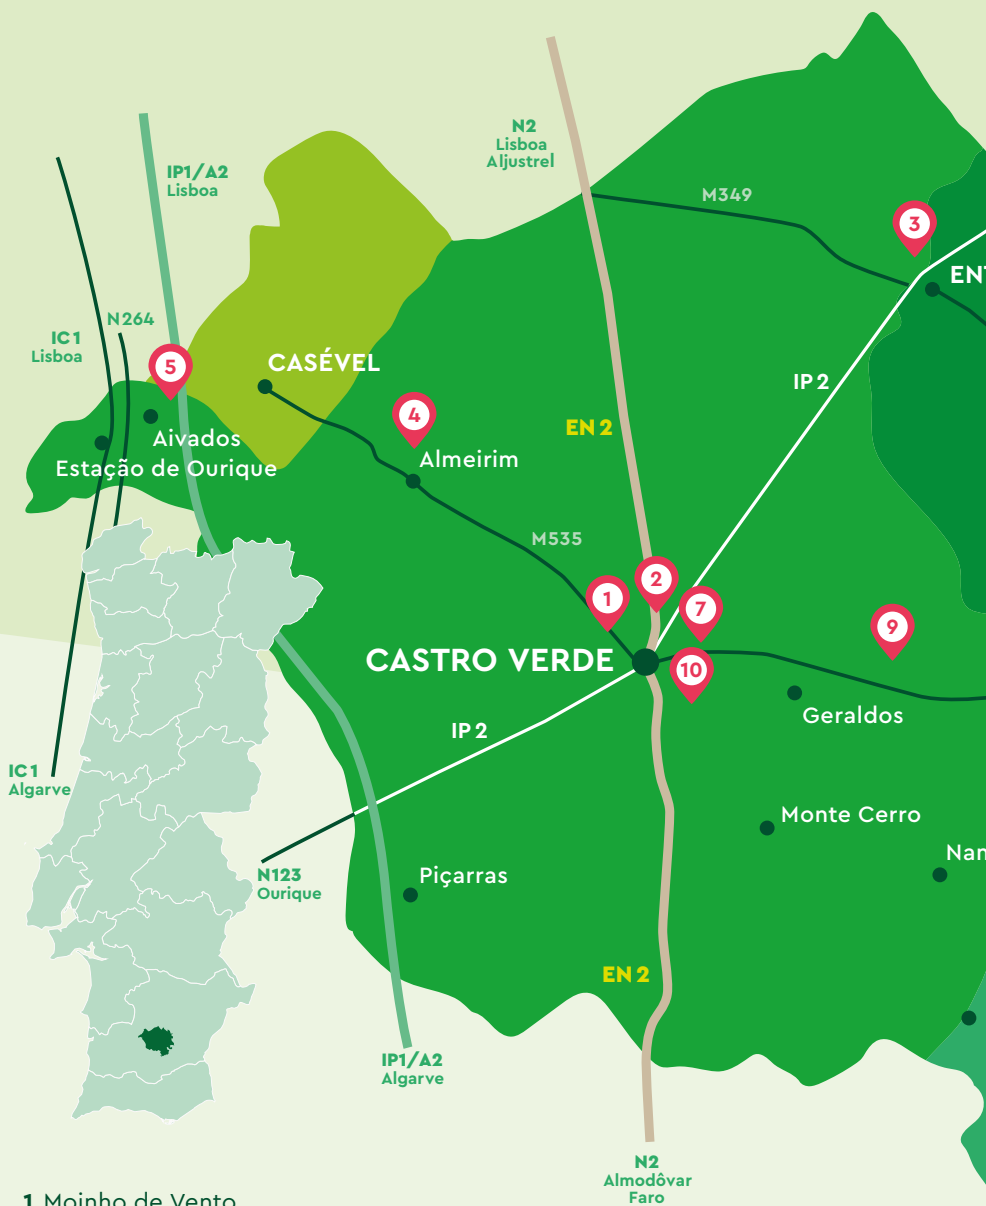 N2
Lisboa
Aljustrel
IP1/A2
Lisboa
M349
3
ENT
N264
IC1
Lisboa
5
CASÉVEL
IP 2
4
EN 2
Aivados
Almeirim
Estação de Ourique
M535
2
1
7
9
CASTRO VERDE
10
Geraldos
IP 2
IC1
Algarve
Monte Cerro
Nam
N123
Ourique
Piçarras
EN 2
IP1/A2
Algarve
N2
Almodôvar
Faro
1 Moinho de Vento